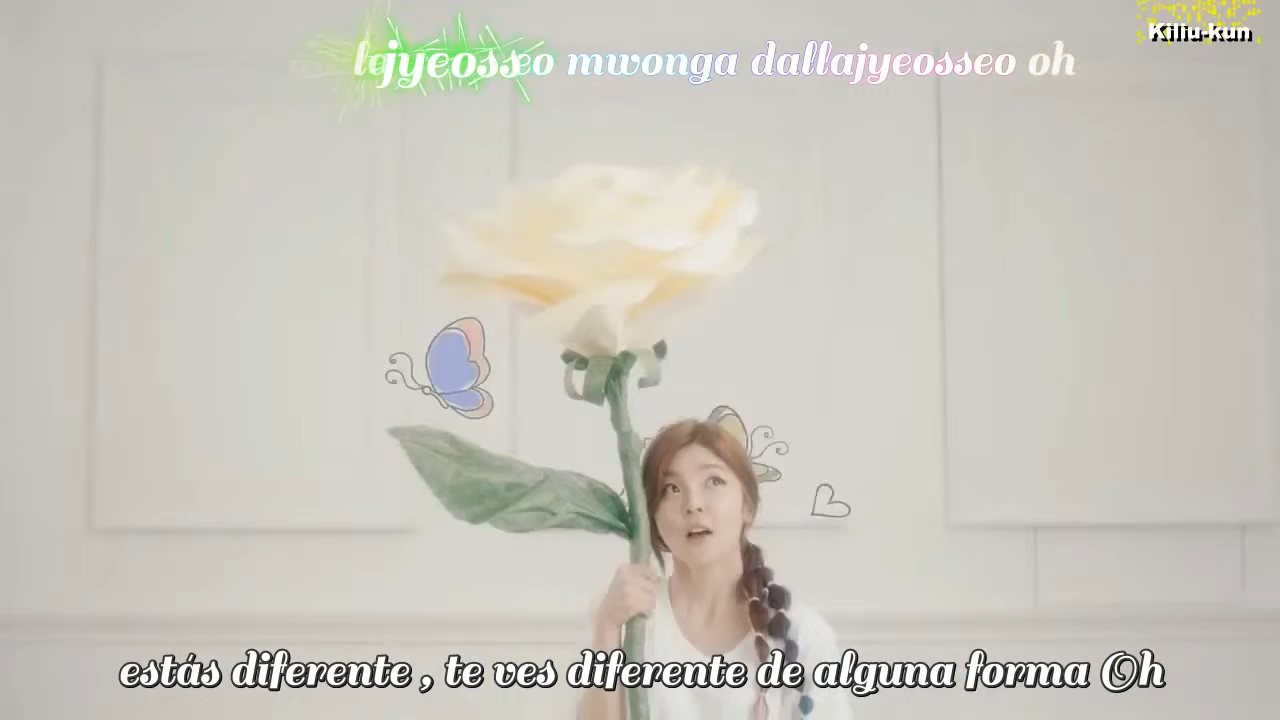 Kiliu-kun
lajyeosseo mwonga dallajyeosseo oh
estás diferente , te ves diferente de alguna forma Oh